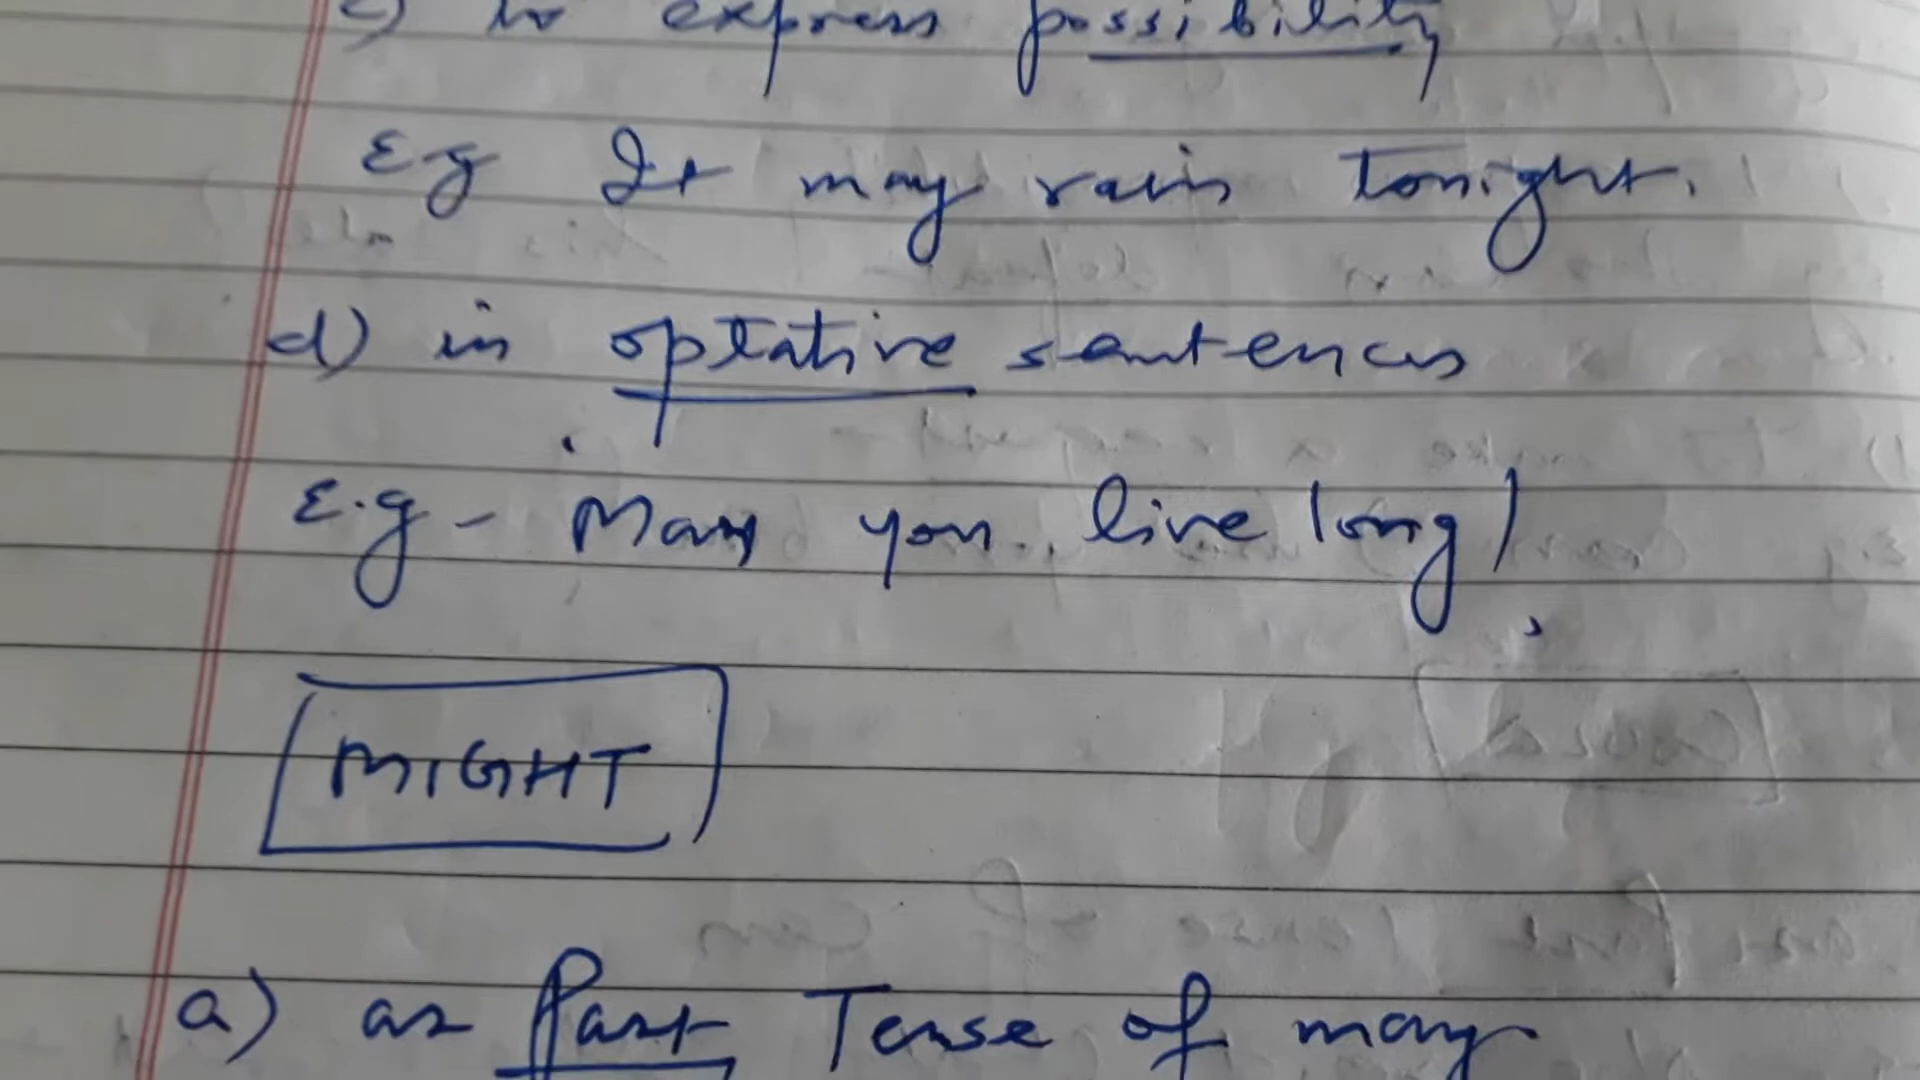 c) to express possibility
E.g It may rain tonight.
d) in optative sentences
E.g - May you live long!
MIGHT
a) as Past Tense of may